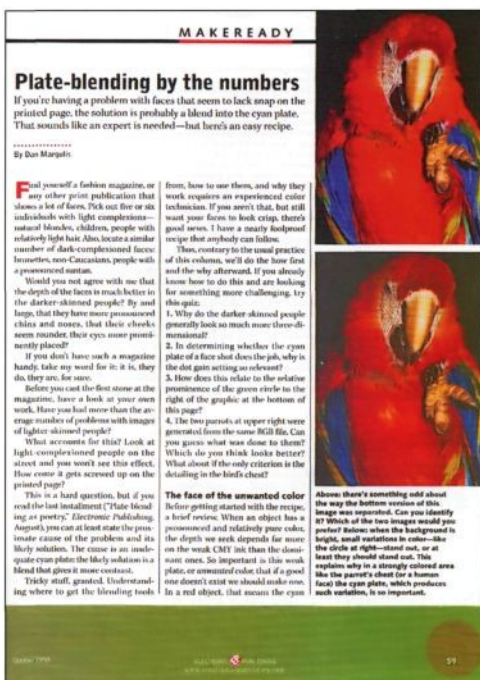 MAKEREADY
Plate-blending by the numbers
If you're having a problem with faces that seem to lack snap on the
printed page, the solution is probably a blend into the cyan plate.
That sounds like an expert is needed—but here's an easy recipe.
By Dan Margulis
Find yourself a fashion magazine, or
any other print publication that
shows a lot of faces. Pick out five or six
individuals with light complexions—
natural blondes, children, people with
relatively light hair. Also, locate a similar
number of dark-complexioned faces:
brunettes, non-Caucasians, people with
a pronounced suntan.
Would you not agree with me that
the depth of the faces is much better in
the darker-skinned people? By and
large, that they have more pronounced
chins and noses, that their cheeks
seem rounder, their eyes more promi-
nently placed?
If you don't have such a magazine
handy, take my word for it: it is, they
do, they are, for sure.
Before you cast the first stone at the
magazine, have a look at your own
work. Have you had more than the av-
erage number of problems with images
of lighter-skinned people?
What accounts for this? Look at
light-complexioned people on the
street and you won't see this effect.
How come it gets screwed up on the
printed page?
This is a hard question, but if you
read the last installment ("Plate-blend-
ing as poetry," Electronic Publishing,
August), you can at least state the prox-
imate cause of the problem and its
likely solution. The cause is an inade-
quate cyan plate; the likely solution is a
blend that gives it more contrast.
Tricky stuff, granted. Understand-
ing where to get the blending tools
from, how to use them, and why they
work requires an experienced color
technician. If you aren't that, but still
want your faces to look crisp, there's
good news. I have a nearly foolproof
recipe that anybody can follow.
Thus, contrary to the usual practice
of this column, we'll do the how first
and the why afterward. If you already
know how to do this and are looking
for something more challenging, try
this quiz:
1. Why do the darker-skinned people
generally look so much more three-di-
mensional?
2. In determining whether the cyan
plate of a face shot does the job, why is
the dot gain setting so relevant?
3. How does this relate to the relative
prominence of the green circle to the
right of the graphic at the bottom of
this page?
4. The two parrots at upper right were
generated from the same RGB file. Can
you guess what was done to them?
Which do you think looks better?
What about if the only criterion is the
detailing in the bird's chest?
The face of the unwanted color
Before getting started with the recipe,
a brief review. When an object has a
pronounced and relatively pure color,
the depth we seek depends far more
on the weak CMY ink than the domi-
nant ones. So important is this weak
plate, or unwanted color, that if a good
one doesn't exist we should make one.
In a red object, that means the cyan
Above: there's something odd about
the way the bottom version of this
image was separated. Can you identify
it? Which of the two images would you
prefer? Below: when the background is
bright, small variations in color—like
the circle at right—stand out, or at
least they should stand out. This
explains why in a strongly colored area
like the parrot's chest (or a human
face) the cyan plate, which produces
such variation, is so important.
59